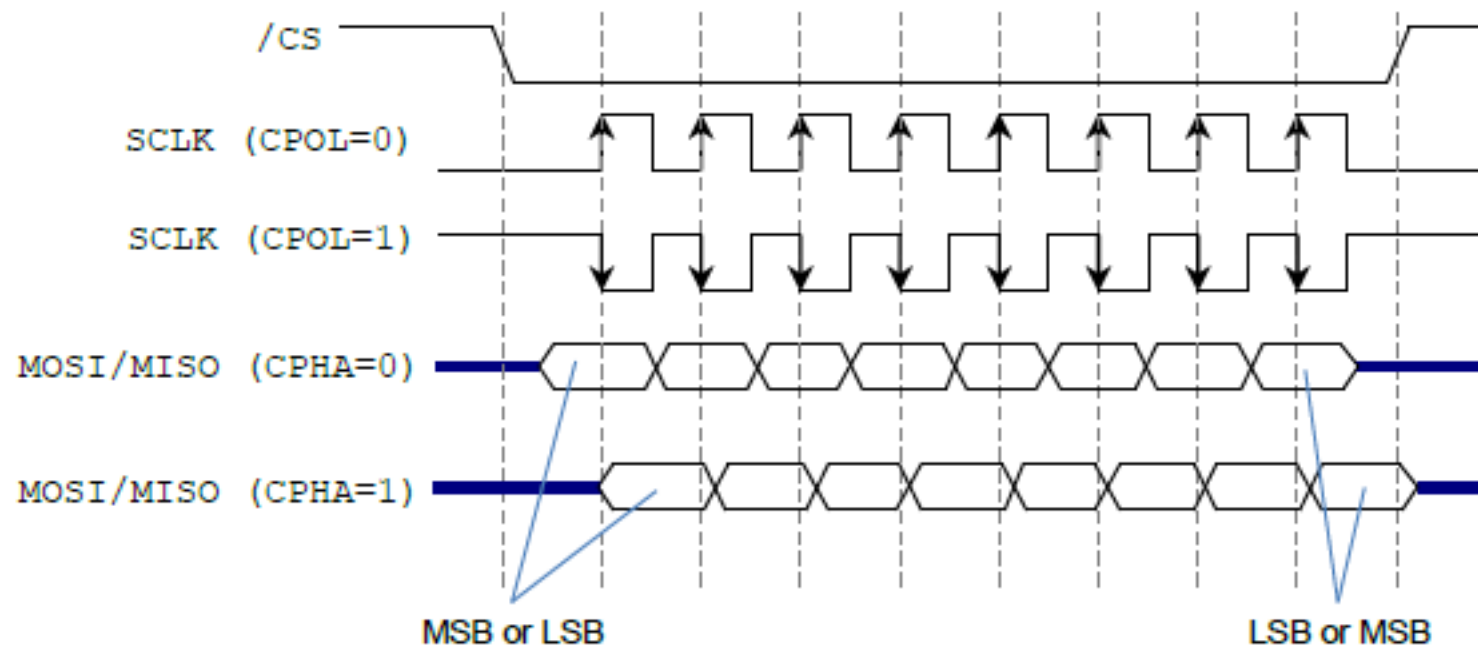 /CS
SCLK (CPOL=0)
SCLK (CPOL=1)
MOSI/MISO (CPHA=0)
MOSI/MISO (CPHA=1)
MSB or LSB
LSB or MSB